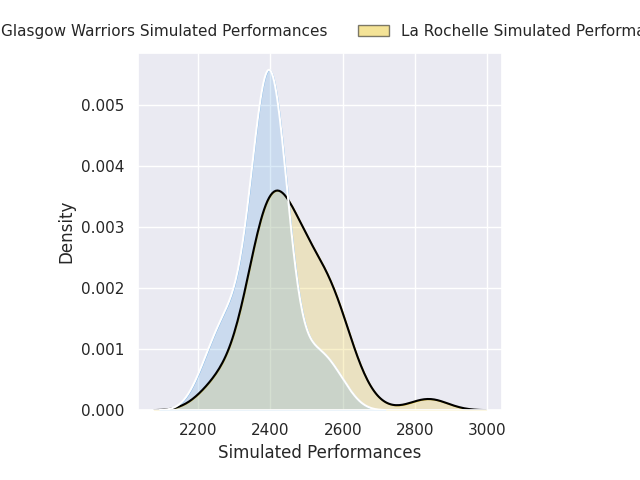 Glasgow Warriors Simulated Performances
La Rochelle Simulated
0.005
0.004
0.003
0.002
0.001
0.000
Density
2200 2400 2600 2800 3000
Simulated Performances